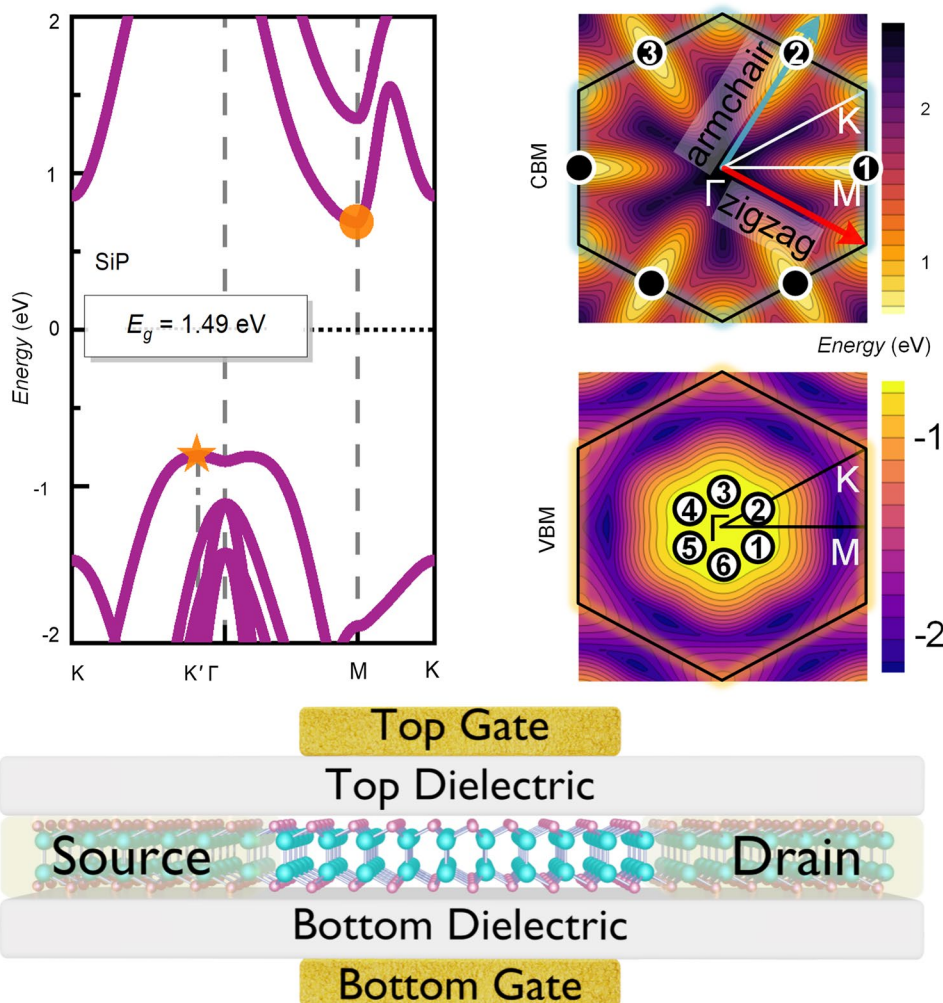 2
1
0
-1
-2
Energy (eV)
SiP
E_g = 1.49 eV
K
K′
Γ
M
K
CBM
3
2
1
armchair
zigzag
K
Γ
M
2
1
Energy (eV)
VBM
3
4
2
5
1
6
K
Γ
M
-1
-2
Top Gate
Top Dielectric
Source
Drain
Bottom Dielectric
Bottom Gate